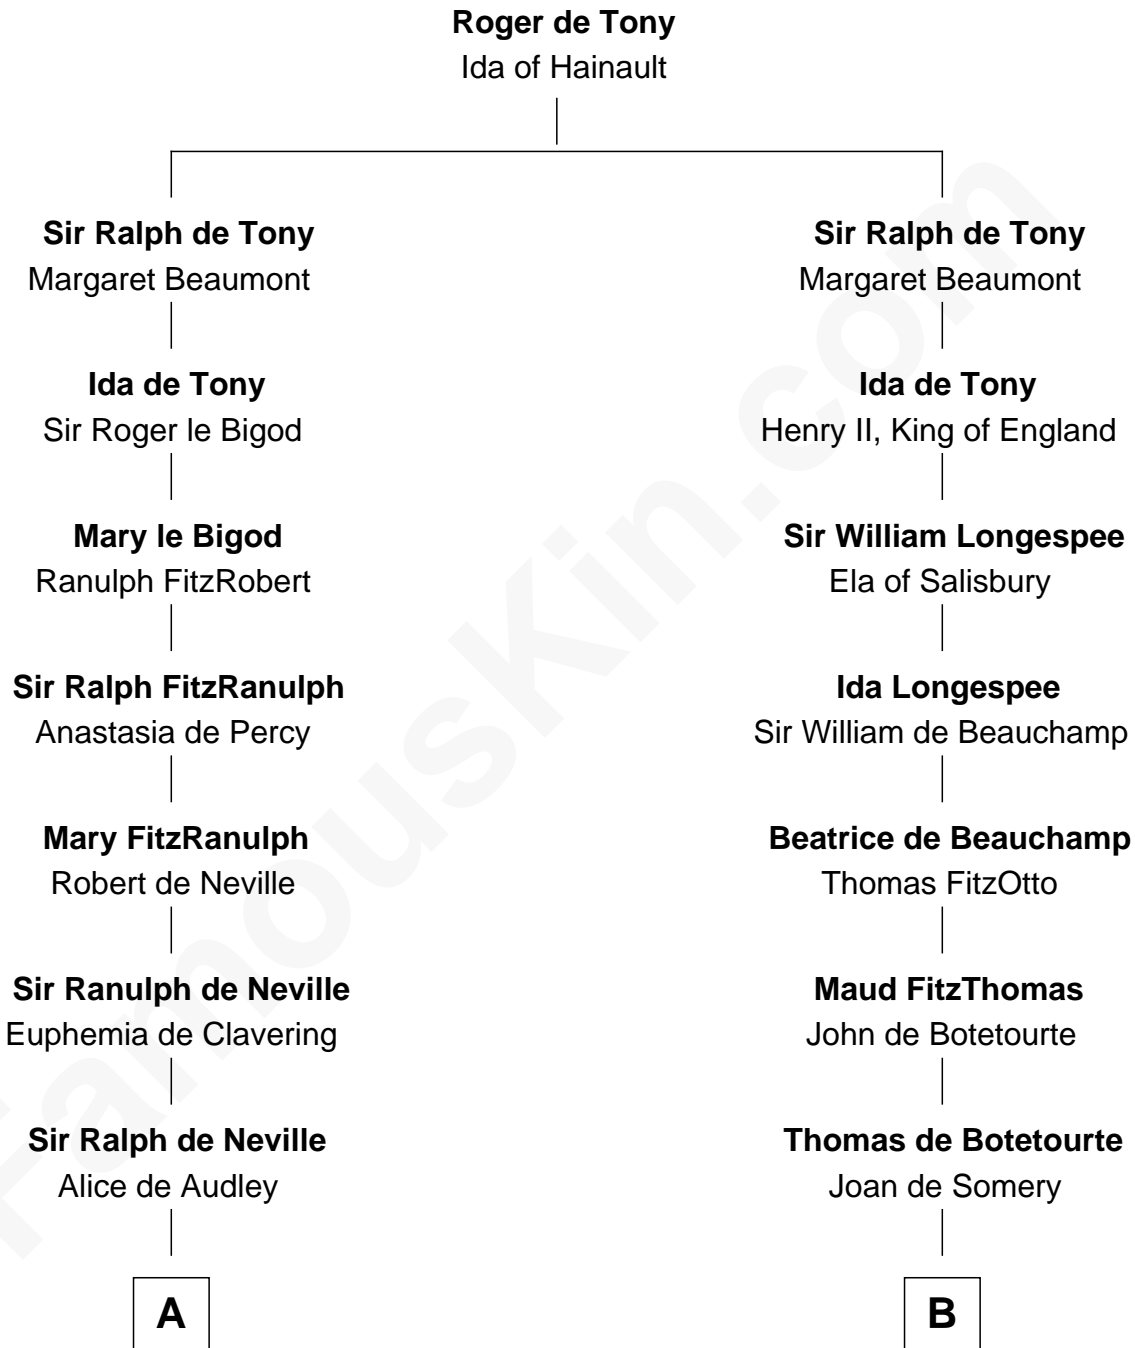 Roger de Tony
Ida of Hainault
Sir Ralph de Tony
Margaret Beaumont
Ida de Tony
Sir Roger le Bigod
Mary le Bigod
Ranulph FitzRobert
Sir Ralph FitzRanulph
Anastasia de Percy
Mary FitzRanulph
Robert de Neville
Sir Ranulph de Neville
Euphemia de Clavering
Sir Ralph de Neville
Alice de Audley
A
Sir Ralph de Tony
Margaret Beaumont
Ida de Tony
Henry II, King of England
Sir William Longespee
Ela of Salisbury
Ida Longespee
Sir William de Beauchamp
Beatrice de Beauchamp
Thomas FitzOtto
Maud FitzThomas
John de Botetourte
Thomas de Botetourte
Joan de Somery
B
FamousKin.com